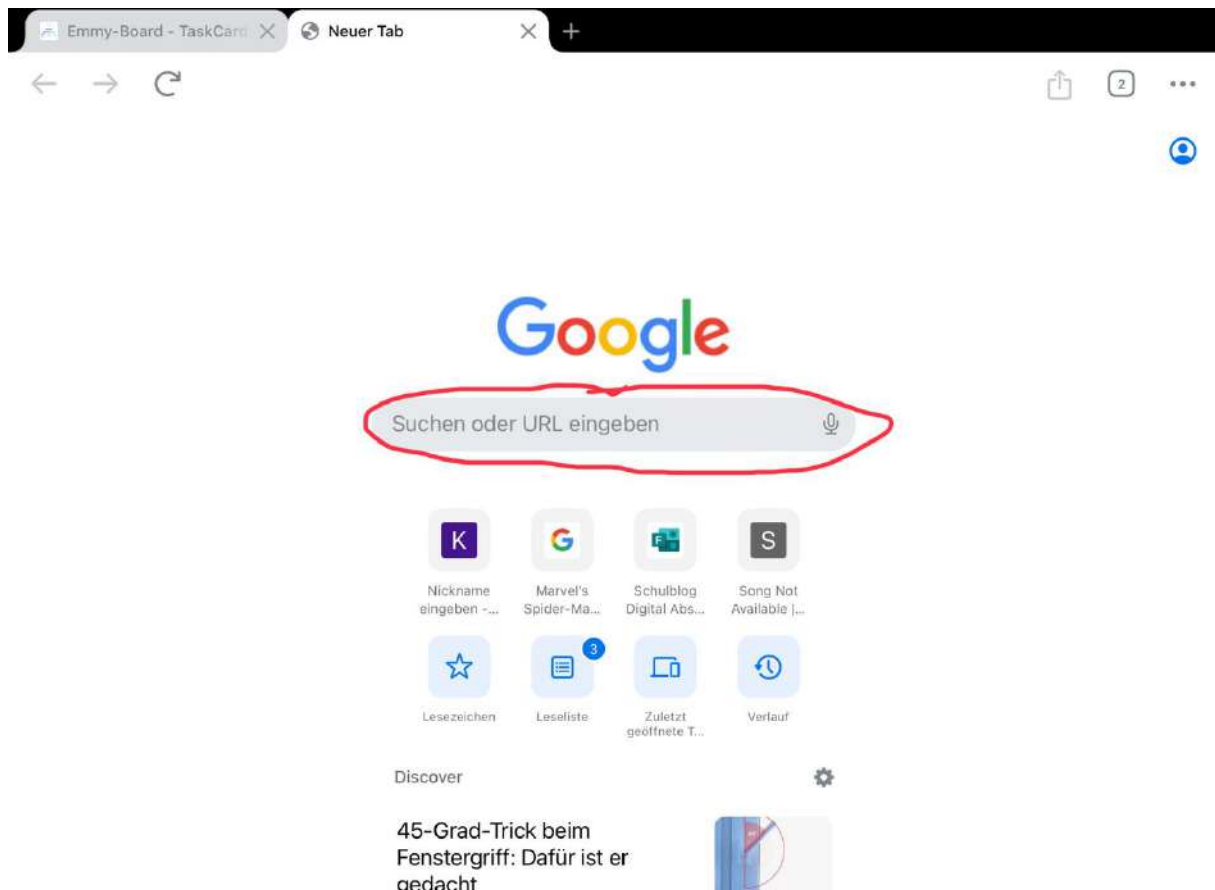 Emmy-Board - TaskCard
Neuer Tab
2
Google
Suchen oder URL eingeben
K
G
F
S
Nickname
eingeben -...
Marvel's
Spider-Ma...
Schulblog
Digital Abs...
Song Not
Available |...
3
Lesezeichen
Leseliste
Zuletzt
geöffnete T...
Verlauf
Discover
45-Grad-Trick beim
Fenstergriff: Dafür ist er
gedacht